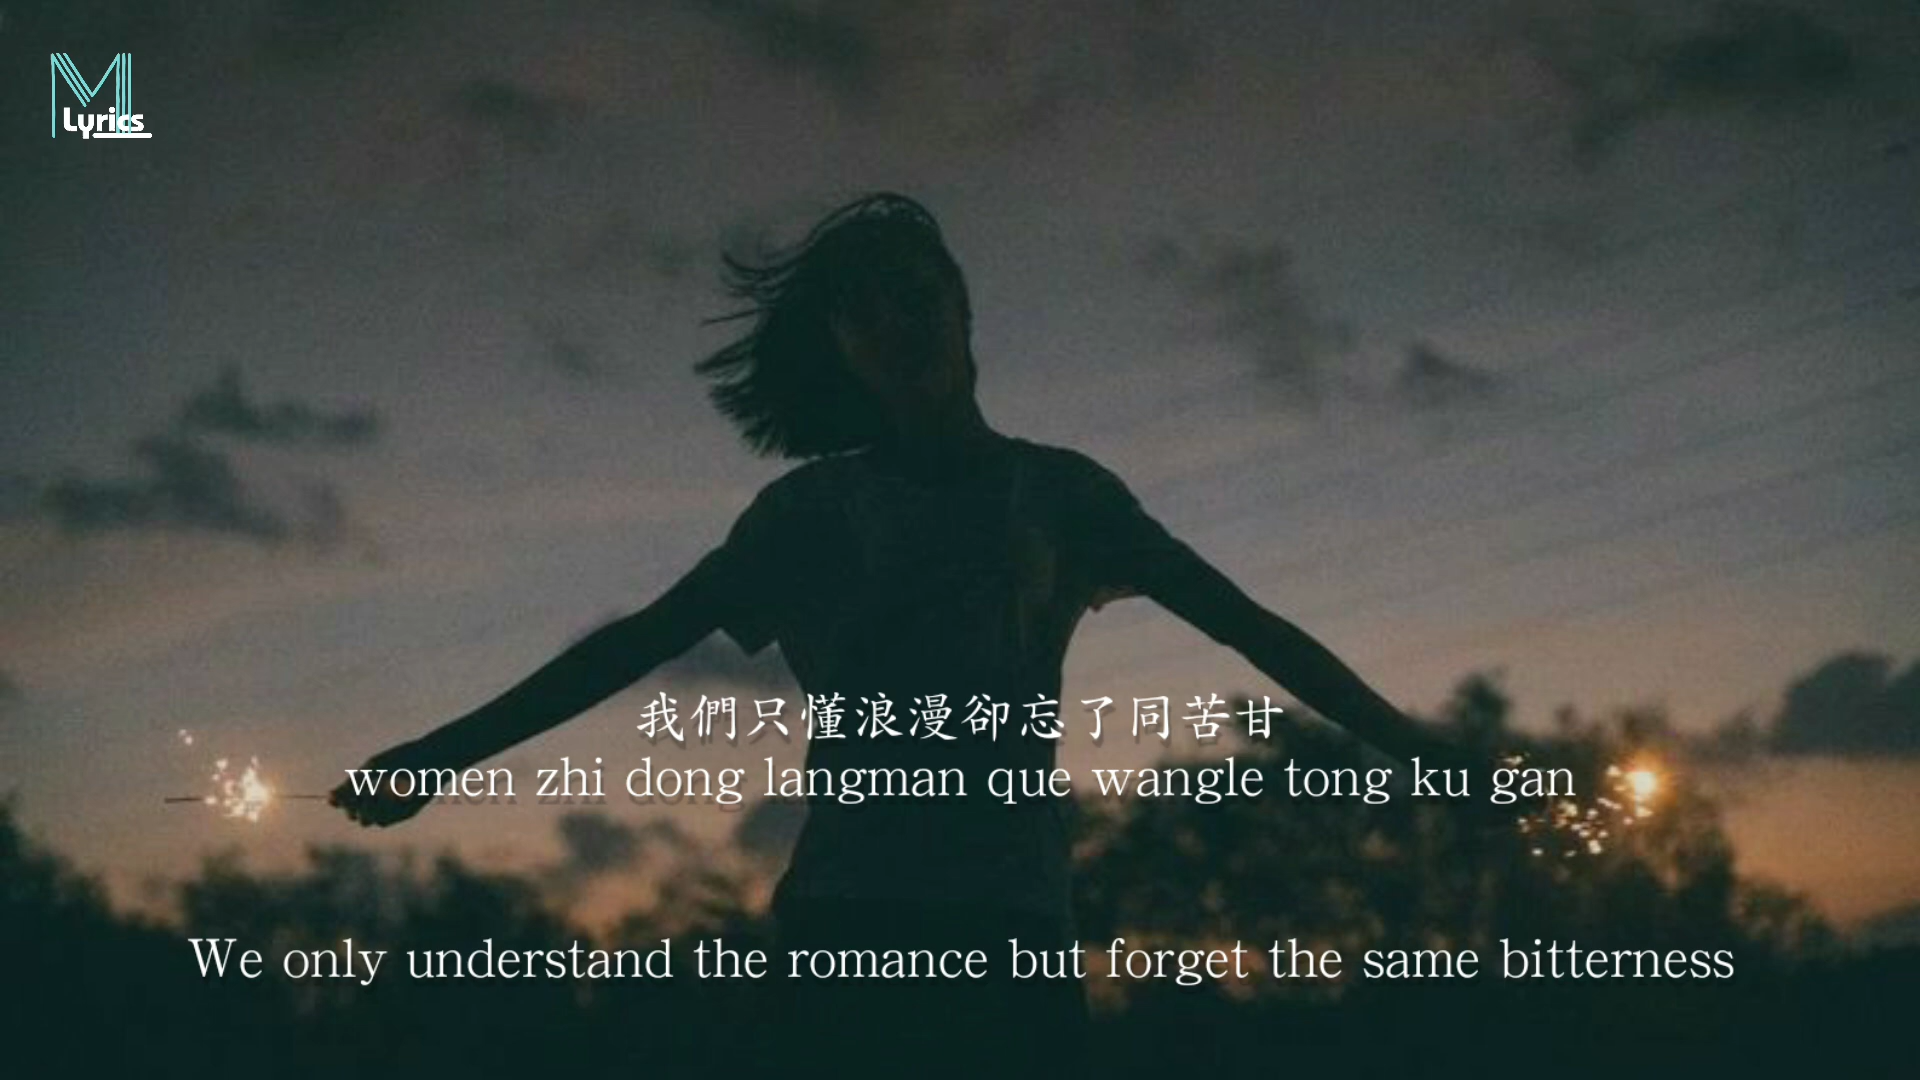 M
Lyrics
我們只懂浪漫卻忘了同苦甘
women zhi dong langman que wangle tong ku gan
We only understand the romance but forget the same bitterness